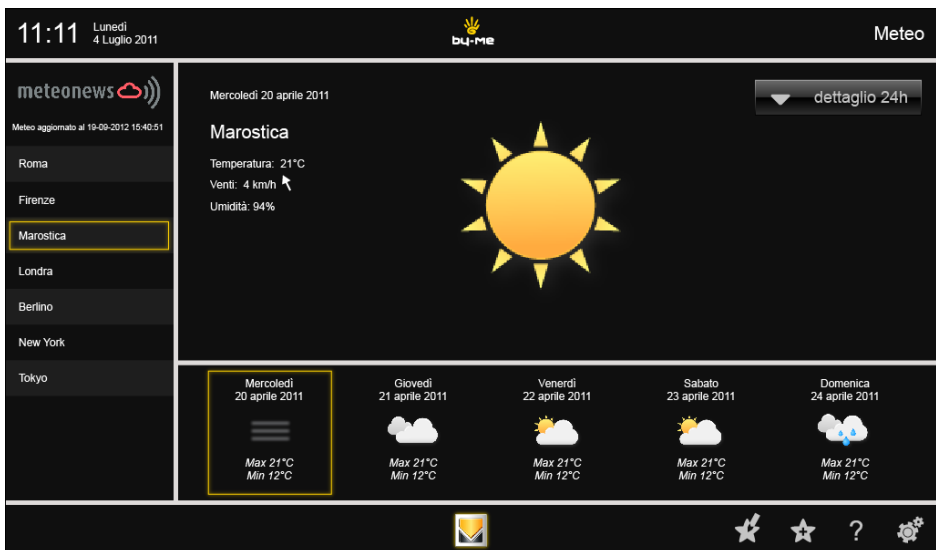 11:11
Lunedì
4 Luglio 2011
by-me
Meteo
meteonews
Meteo aggiornato al 19-09-2012 15:40:51
Roma
Firenze
Marostica
Londra
Berlino
New York
Tokyo
Mercoledì 20 aprile 2011
dettaglio 24h
Marostica
Temperatura: 21°C
Venti: 4 km/h
Umidità: 94%
Mercoledì
20 aprile 2011
Max 21°C
Min 12°C
Giovedì
21 aprile 2011
Max 21°C
Min 12°C
Venerdì
22 aprile 2011
Max 21°C
Min 12°C
Sabato
23 aprile 2011
Max 21°C
Min 12°C
Domenica
24 aprile 2011
Max 21°C
Min 12°C
?